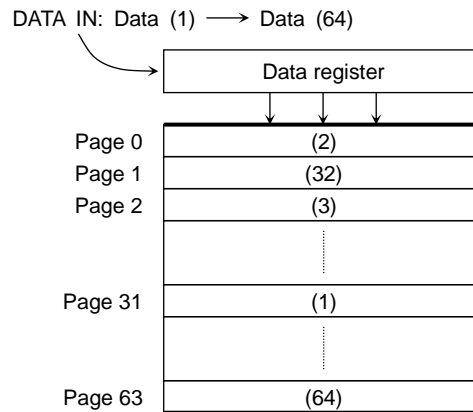 DATA IN: Data (1) → Data (64)
Data register
Page 0 (2)
Page 1 (32)
Page 2 (3)
Page 31 (1)
Page 63 (64)